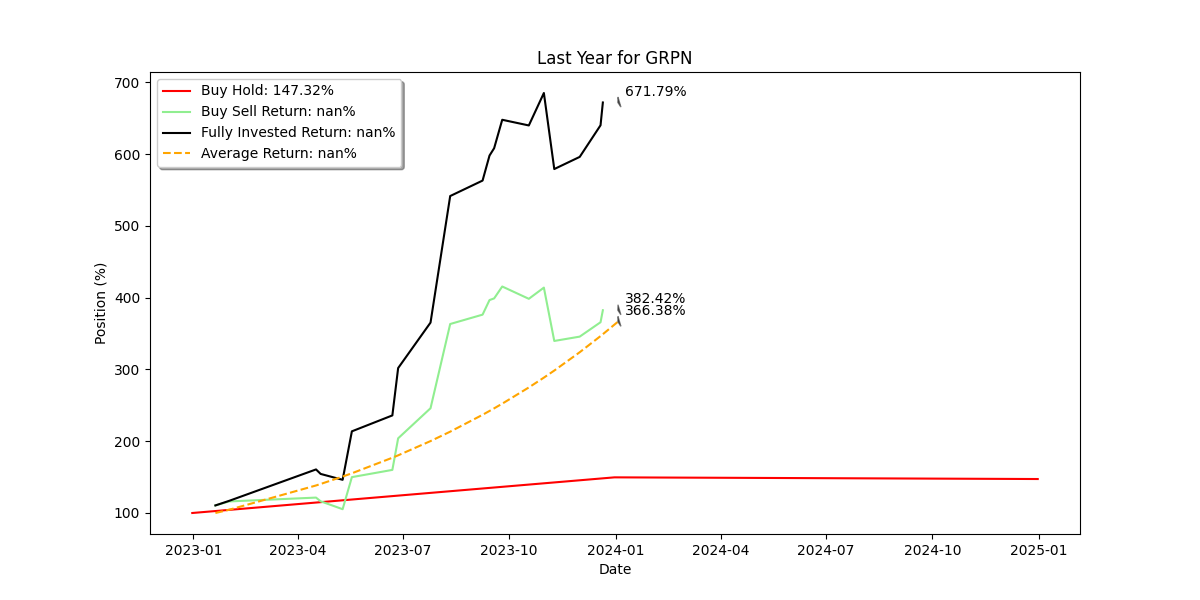 Last Year for GRPN
700
600
500
400
300
200
100
Position (%)
Buy Hold: 147.32%
Buy Sell Return: nan%
Fully Invested Return: nan%
Average Return: nan%
671.79%
382.42%
366.38%
2023-01 2023-04 2023-07 2023-10 2024-01 2024-04 2024-07 2024-10 2025-01
Date